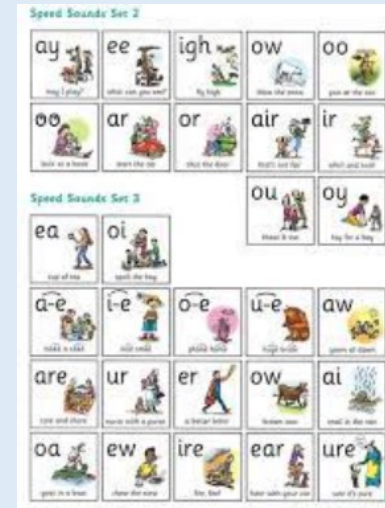 Speed Sounds Set 2
ay ee igh ow oo
may I play? what can you see? fly high blow the snow poo at the zoo
oo ar or air ir
look at a book start the car shut the door that's not fair whirl and twirl
ou oy
shout it out toy for a boy
Speed Sounds Set 3
ea oi
cup of tea spoil the boy
a-e i-e o-e u-e aw
make a cake nice smile phone home huge brute yawn at dawn
are ur er ow ai
care and share nurse with a purse a better letter brown cow snail in the rain
oa ew ire ear ure
goat in a boat chew the stew fire, fire! hear with your ear sure it's pure